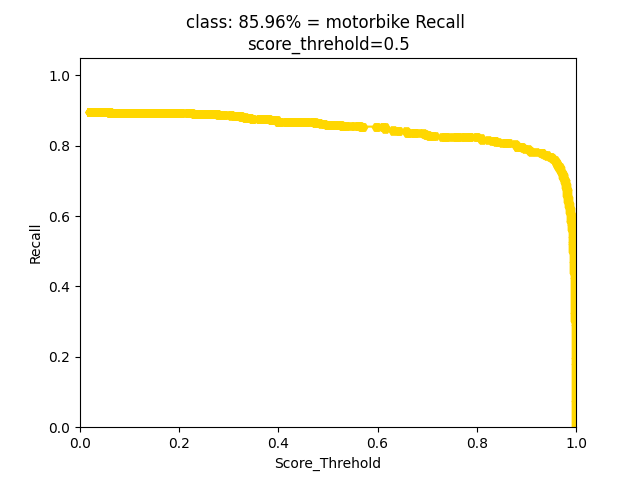 class: 85.96% = motorbike Recall
score_threhold=0.5
1.0
0.8
0.6
0.4
0.2
0.0
Recall
0.0 0.2 0.4 0.6 0.8 1.0
Score_Threhold